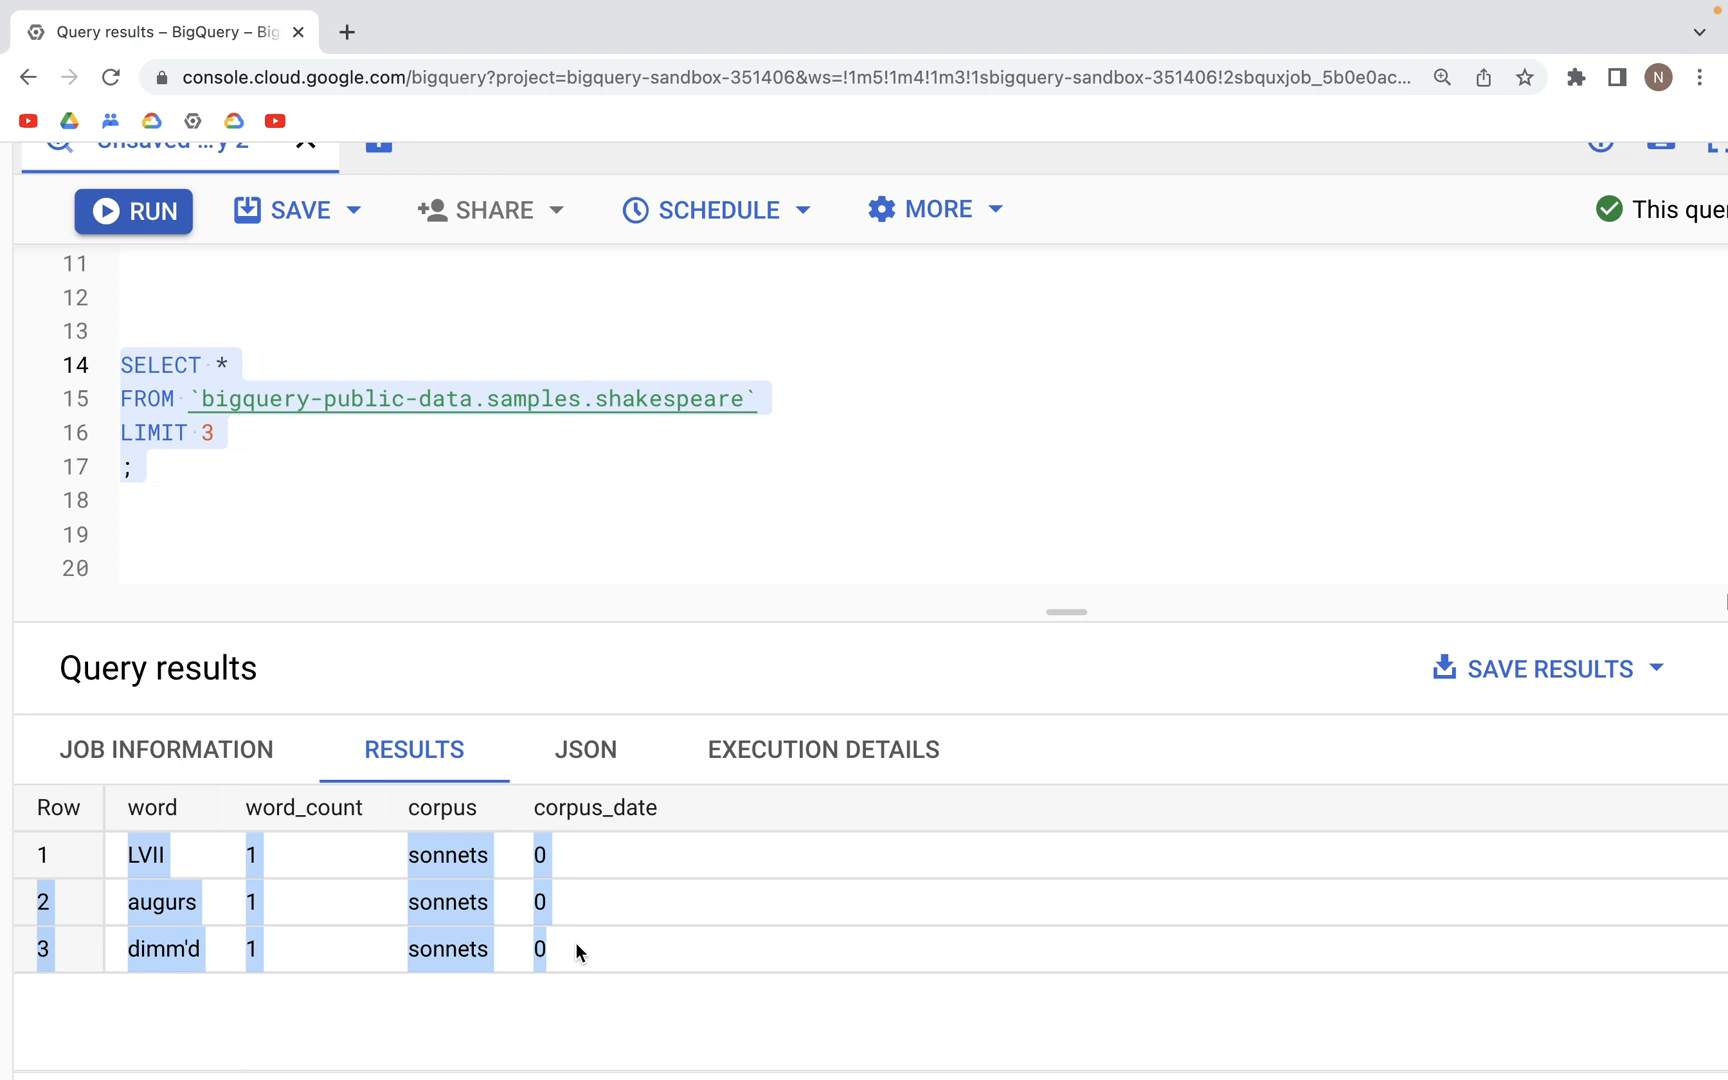 Query results – BigQuery – Big
console.cloud.google.com/bigquery?project=bigquery-sandbox-351406&ws=!1m5!1m4!1m3!1sbigquery-sandbox-351406!2sbquxjob_5b0e0ac...
N
Unsaved ...y 2
RUN SAVE SHARE SCHEDULE MORE This
11
12
13
14 SELECT *
15 FROM `bigquery-public-data.samples.shakespeare`
16 LIMIT 3
17 ;
18
19
20
Query results SAVE RESULTS
JOB INFORMATION RESULTS JSON EXECUTION DETAILS
Row word word_count corpus corpus_date
1 LVII 1 sonnets 0
2 augurs 1 sonnets 0
3 dimm'd 1 sonnets 0